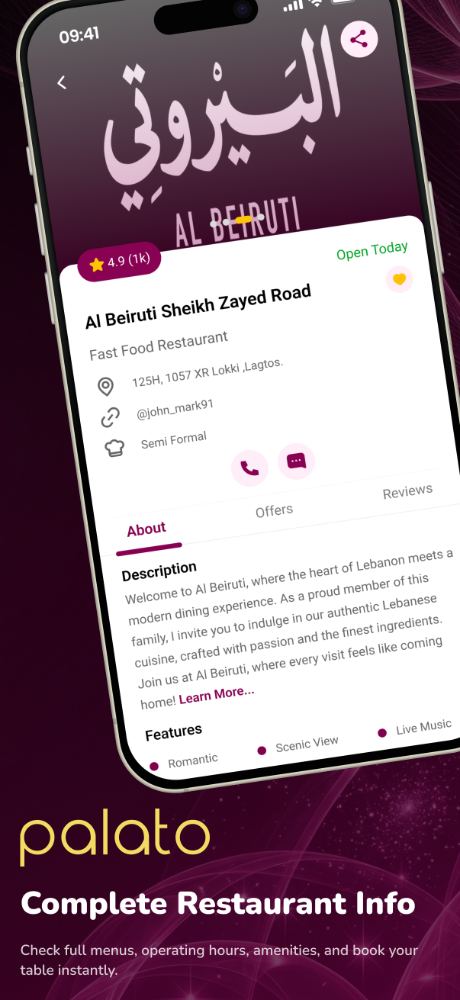 09:41
البيروتي
AL BEIRUTI
4.9 (1k)
Open Today
Al Beiruti Sheikh Zayed Road
Fast Food Restaurant
125H, 1057 XR Lokki ,Lagtos.
@john_mark91
Semi Formal
About
Offers
Reviews
Description
Welcome to Al Beiruti, where the heart of Lebanon meets a
modern dining experience. As a proud member of this
family, I invite you to indulge in our authentic Lebanese
cuisine, crafted with passion and the finest ingredients.
Join us at Al Beiruti, where every visit feels like coming
home! Learn More...
Features
Romantic
Scenic View
Live Music
palato
Complete Restaurant Info
Check full menus, operating hours, amenities, and book your
table instantly.